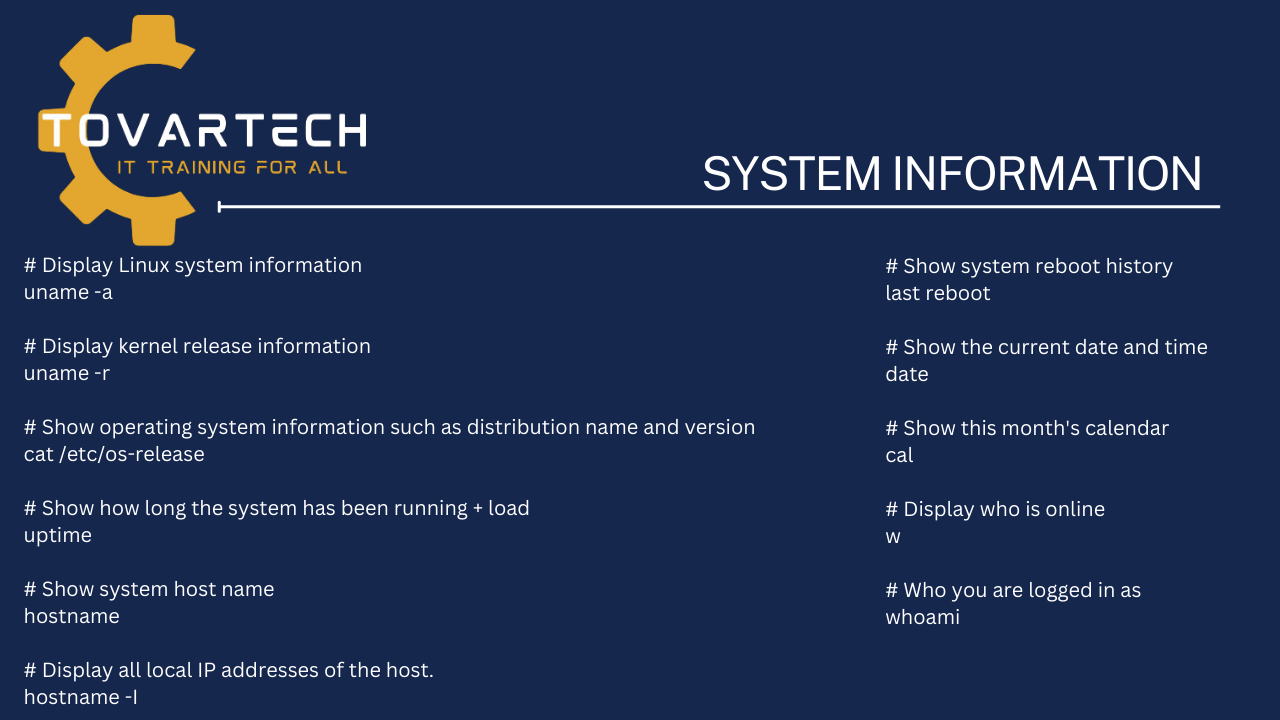 TOVARTECH
IT TRAINING FOR ALL
SYSTEM INFORMATION
# Display Linux system information
uname -a
# Display kernel release information
uname -r
# Show operating system information such as distribution name and version
cat /etc/os-release
# Show how long the system has been running + load
uptime
# Show system host name
hostname
# Display all local IP addresses of the host.
hostname -I
# Show system reboot history
last reboot
# Show the current date and time
date
# Show this month's calendar
cal
# Display who is online
w
# Who you are logged in as
whoami